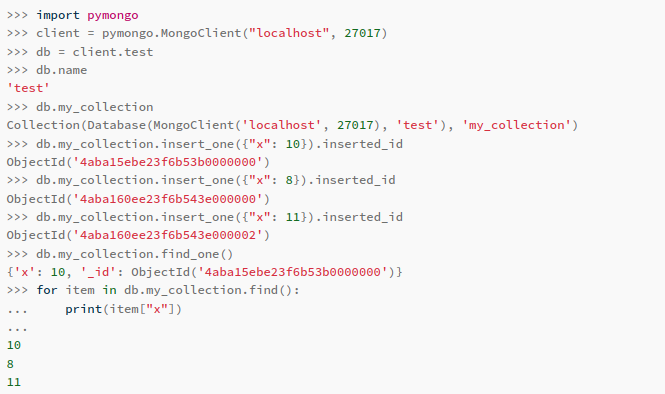 >>> import pymongo
>>> client = pymongo.MongoClient("localhost", 27017)
>>> db = client.test
>>> db.name
'test'
>>> db.my_collection
Collection(Database(MongoClient('localhost', 27017), 'test'), 'my_collection')
>>> db.my_collection.insert_one({"x": 10}).inserted_id
ObjectId('4aba15ebe23f6b53b0000000')
>>> db.my_collection.insert_one({"x": 8}).inserted_id
ObjectId('4aba160ee23f6b543e000000')
>>> db.my_collection.insert_one({"x": 11}).inserted_id
ObjectId('4aba160ee23f6b543e000002')
>>> db.my_collection.find_one()
{'x': 10, '_id': ObjectId('4aba15ebe23f6b53b0000000')}
>>> for item in db.my_collection.find():
...     print(item["x"])
...
10
8
11